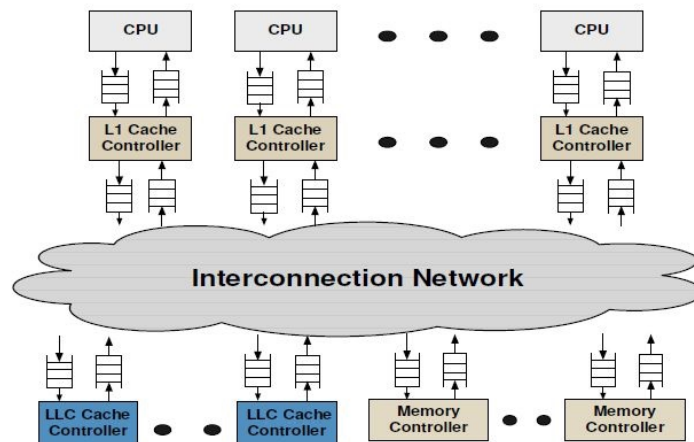 CPU
CPU
CPU
L1 Cache
Controller
L1 Cache
Controller
L1 Cache
Controller
Interconnection Network
LLC Cache
Controller
LLC Cache
Controller
Memory
Controller
Memory
Controller